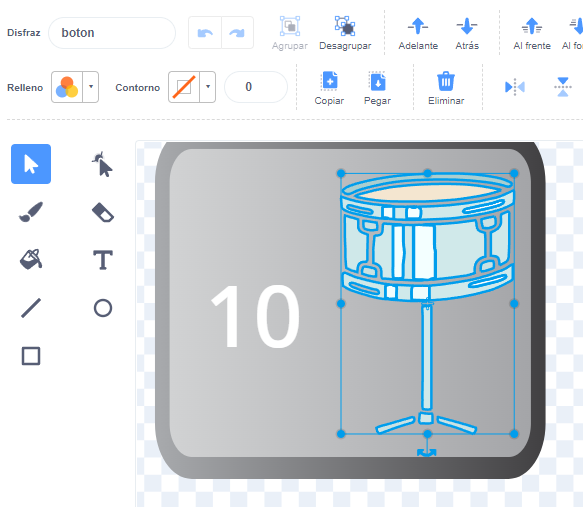 Disfraz
boton
Agrupar
Desagrupar
Adelante
Atrás
Al frente
Al fo
Relleno
Contorno
0
Copiar
Pegar
Eliminar
T
10